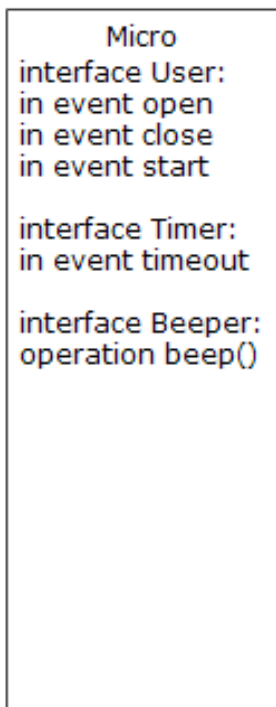 Micro
interface User:
in event open
in event close
in event start
interface Timer:
in event timeout
interface Beeper:
operation beep()